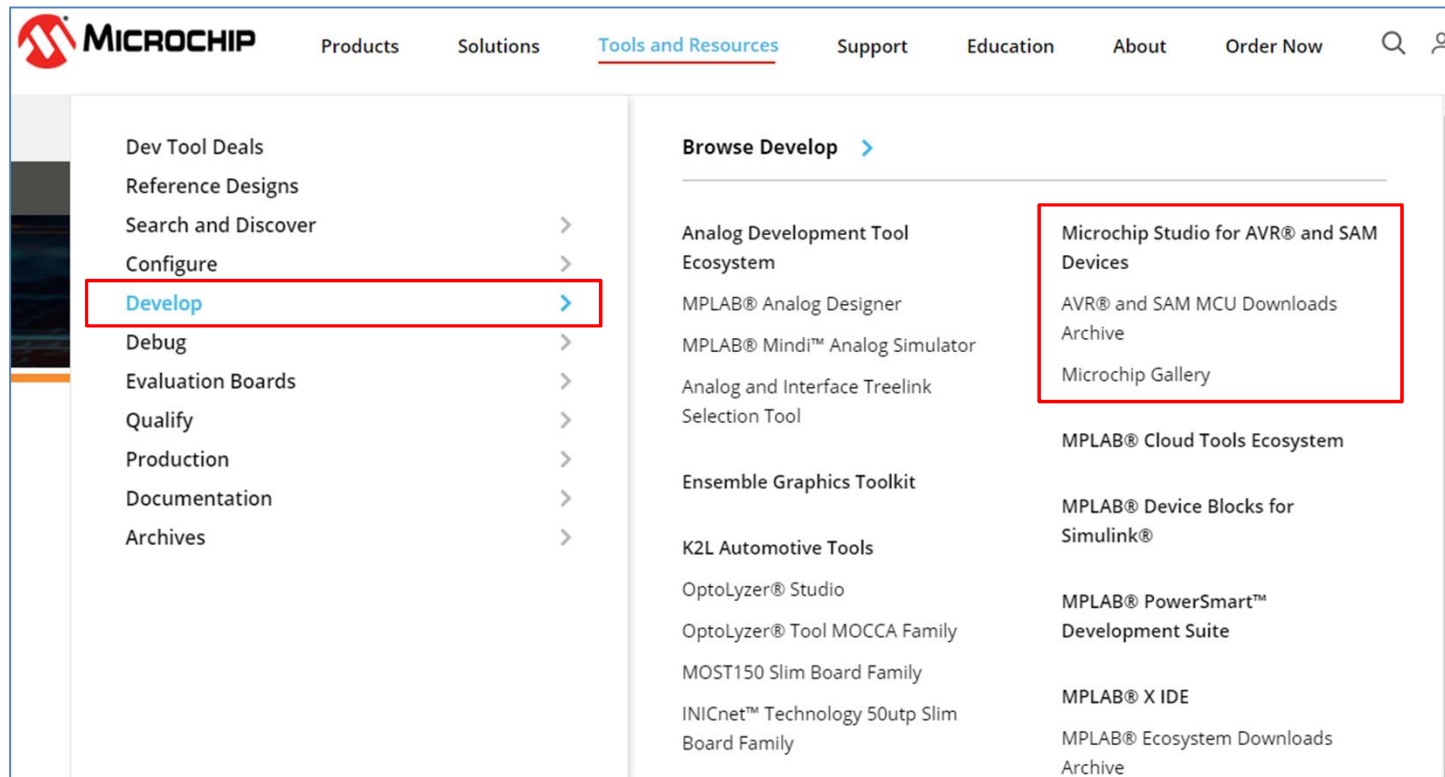 MICROCHIP
Products
Solutions
Tools and Resources
Support
Education
About
Order Now
Dev Tool Deals
Reference Designs
Search and Discover
Configure
Develop
Debug
Evaluation Boards
Qualify
Production
Documentation
Archives
Browse Develop
Analog Development Tool
Ecosystem
MPLAB® Analog Designer
MPLAB® Mindi™ Analog Simulator
Analog and Interface Treelink
Selection Tool
Ensemble Graphics Toolkit
K2L Automotive Tools
OptoLyzer® Studio
OptoLyzer® Tool MOCCA Family
MOST150 Slim Board Family
INICnet™ Technology 50utp Slim
Board Family
Microchip Studio for AVR® and SAM
Devices
AVR® and SAM MCU Downloads
Archive
Microchip Gallery
MPLAB® Cloud Tools Ecosystem
MPLAB® Device Blocks for
Simulink®
MPLAB® PowerSmart™
Development Suite
MPLAB® X IDE
MPLAB® Ecosystem Downloads
Archive